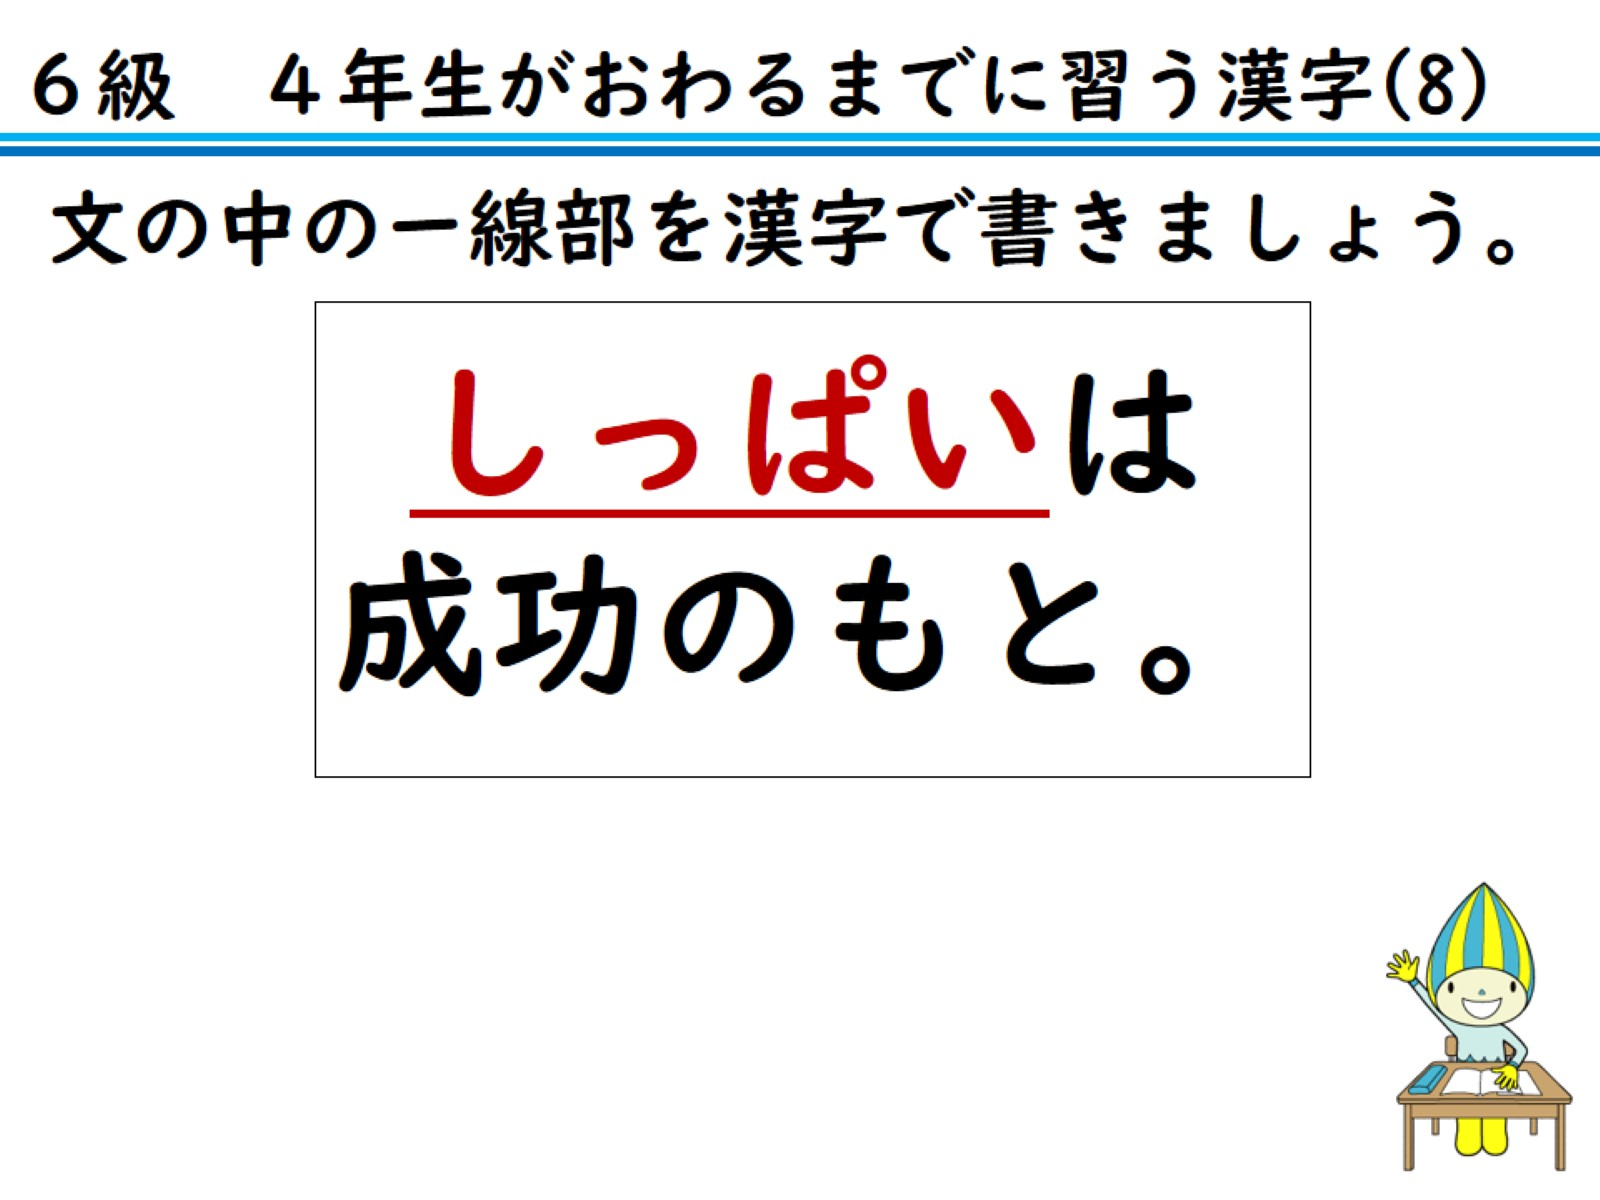 ６級　４年生がおわるまでに習う漢字(8)
文の中の一線部を漢字で書きましょう。
しっぱいは
成功のもと。